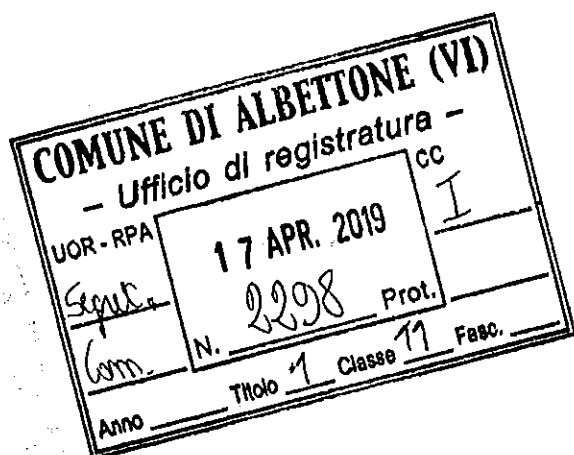 COMUNE DI ALBETTONE (VI)
- Ufficio di registratura -
UOR - RPA
CC
17 APR. 2019
I
Segret.
N. 2298 Prot.
Com.
Anno Titolo 1 Classe 11 Fasc.